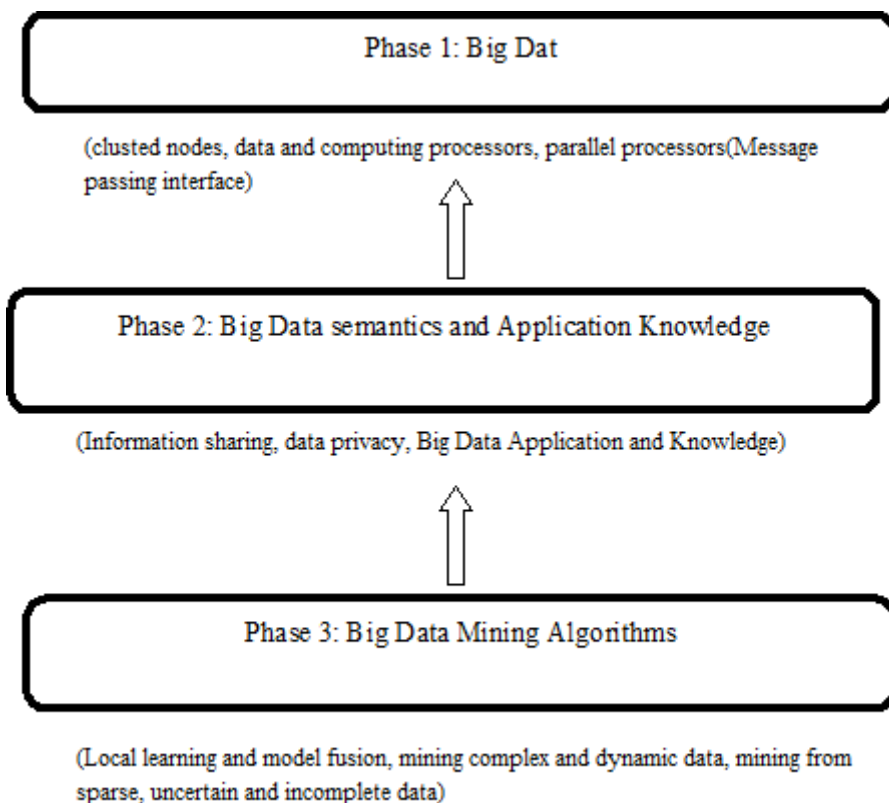 Phase 1: Big Dat
(clusted nodes, data and computing processors, parallel processors(Message
passing interface)
Phase 2: Big Data semantics and Application Knowledge
(Information sharing, data privacy, Big Data Application and Knowledge)
Phase 3: Big Data Mining Algorithms
(Local learning and model fusion, mining complex and dynamic data, mining from
sparse, uncertain and incomplete data)